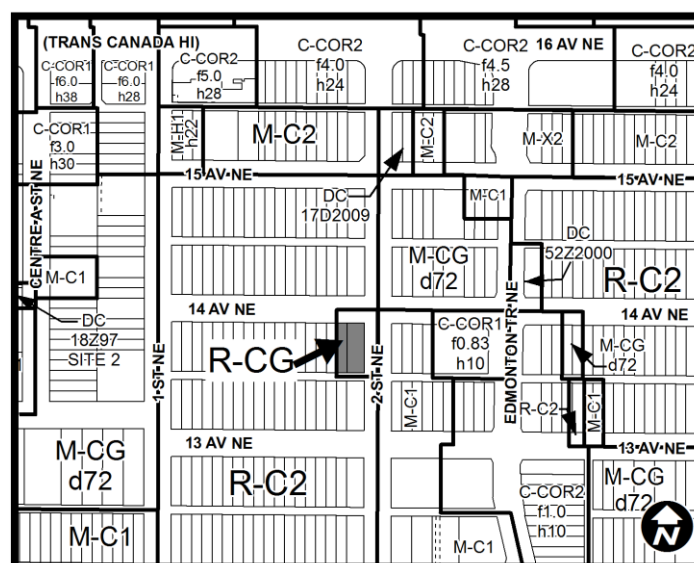 (TRANS CANADA HI)
16 AV NE
C-COR1
f6.0
h38
C-COR1
f6.0
h28
C-COR2
f5.0
h28
C-COR2
f4.0
h24
C-COR2
f4.5
h28
C-COR2
f4.0
h24
C-COR1
f3.0
h30
M-H1
h22
M-C2
M-C2
M-X2
M-C2
15 AV NE
15 AV NE
DC
17D2009
M-C1
CENTRE A ST NE
M-C1
M-CG
d72
DC
52Z2000
R-C2
DC
18Z97
SITE 2
14 AV NE
14 AV NE
R-CG
C-COR1
f0.83
h10
M-CG
d72
1 ST NE
2 ST NE
EDMONTON TR NE
M-C1
R-C2
M-C1
13 AV NE
13 AV NE
M-CG
d72
R-C2
M-CG
d72
C-COR2
f1.0
h10
M-C1
M-C1
N